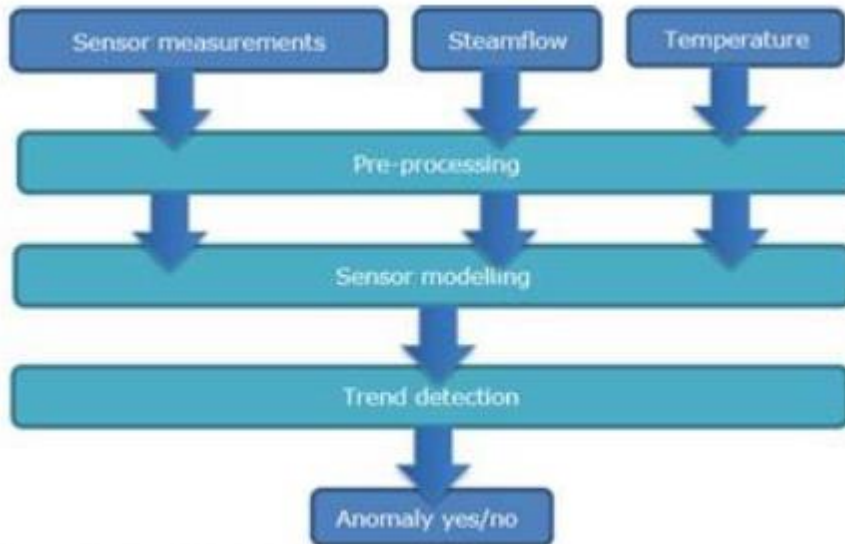 Sensor measurements
Steamflow
Temperature
Pre-processing
Sensor modelling
Trend detection
Anomaly yes/no